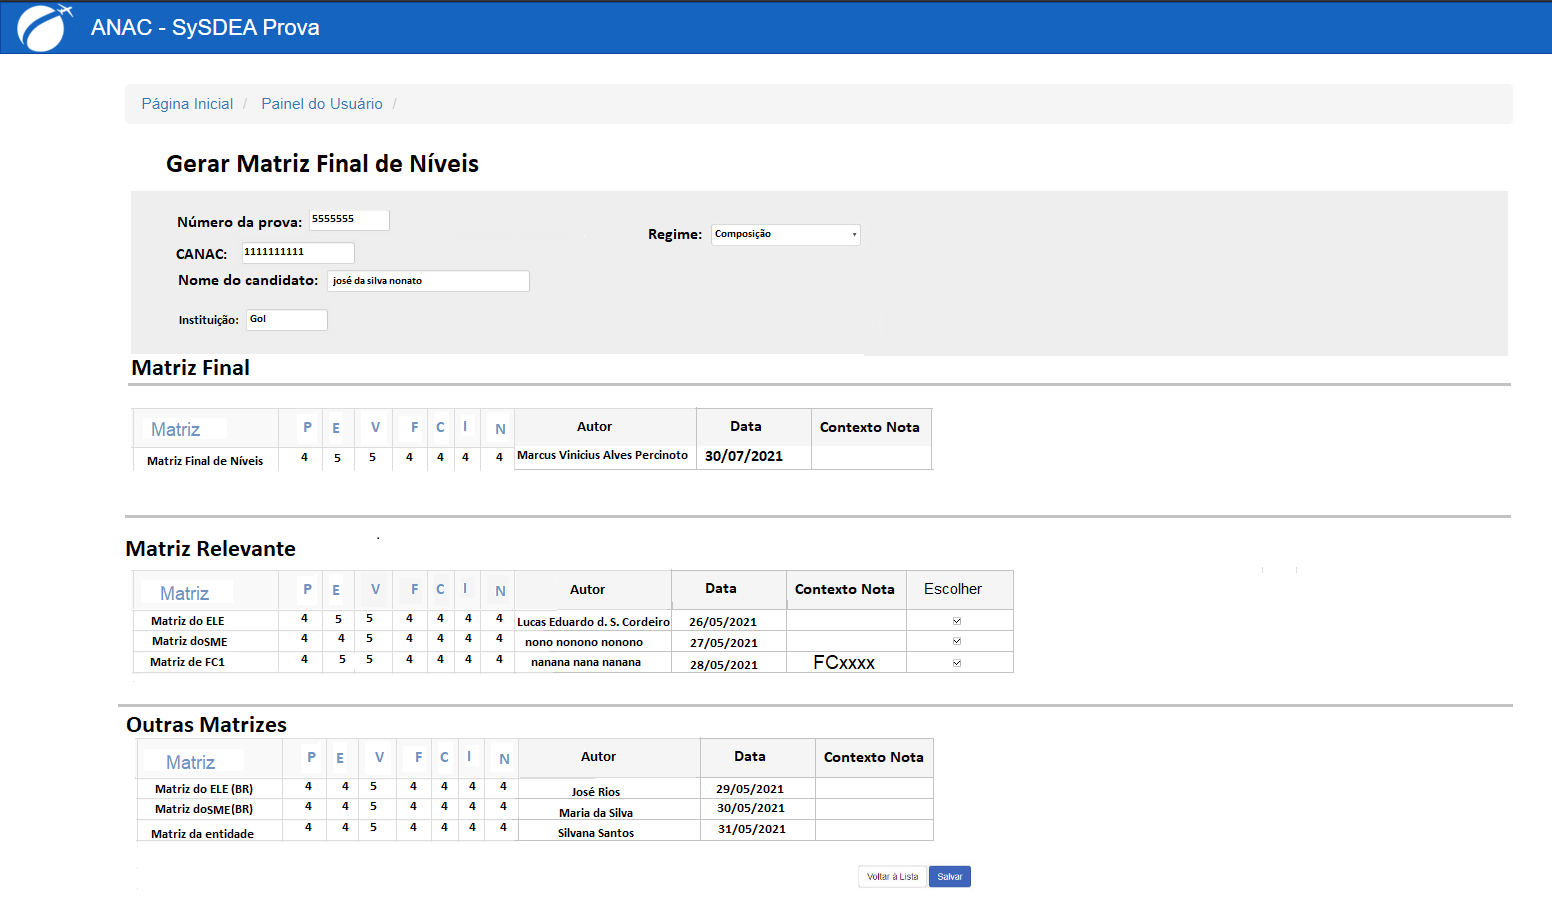 ANAC - SySDEA Prova
Página Inicial / Painel do Usuário /
Gerar Matriz Final de Níveis
Número da prova: 5555555
Regime: Composição
CANAC: 1111111111
Nome do candidato: josé da silva nonato
Instituição: Gol
Matriz Final
Matriz P E V F C I N Autor Data Contexto Nota
Matriz Final de Níveis 4 5 5 4 4 4 4 Marcus Vinicius Alves Percinoto 30/07/2021
Matriz Relevante
Matriz P E V F C I N Autor Data Contexto Nota Escolher
Matriz do ELE 4 5 5 4 4 4 4 Lucas Eduardo d. S. Cordeiro 26/05/2021
Matriz doSME 4 4 5 4 4 4 4 nono nonono nonono 27/05/2021
Matriz de FC1 4 5 5 4 4 4 4 nanana nana nanana 28/05/2021 FCxxxx
Outras Matrizes
Matriz P E V F C I N Autor Data Contexto Nota
Matriz do ELE (BR) 4 4 5 4 4 4 4 José Rios 29/05/2021
Matriz doSME(BR) 4 4 5 4 4 4 4 Maria da Silva 30/05/2021
Matriz da entidade 4 4 5 4 4 4 4 Silvana Santos 31/05/2021
Voltar à Lista Salvar